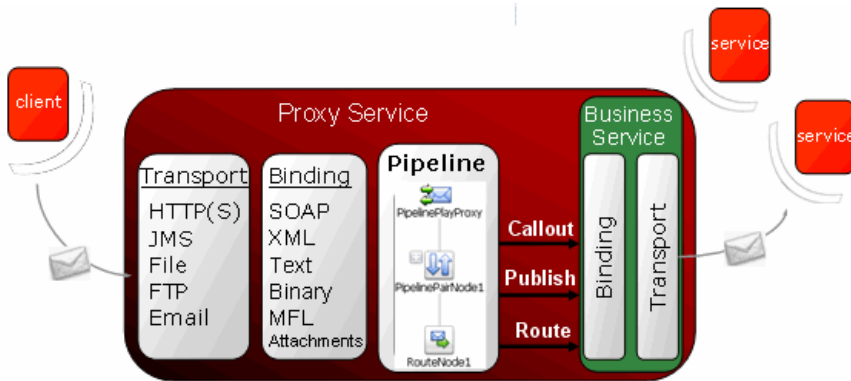 client
Proxy Service
Transport
HTTP(S)
JMS
File
FTP
Email
Binding
SOAP
XML
Text
Binary
MFL
Attachments
Pipeline
PipelinePlayProxy
PipelinePairNode1
RouteNode1
Callout
Publish
Route
Business
Service
Binding
Transport
service
service